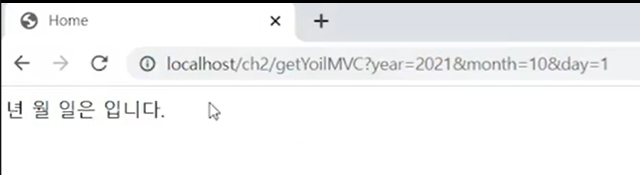 Home
localhost/ch2/getYoilMVC?year=2021&month=10&day=1
년 월 일은 입니다.